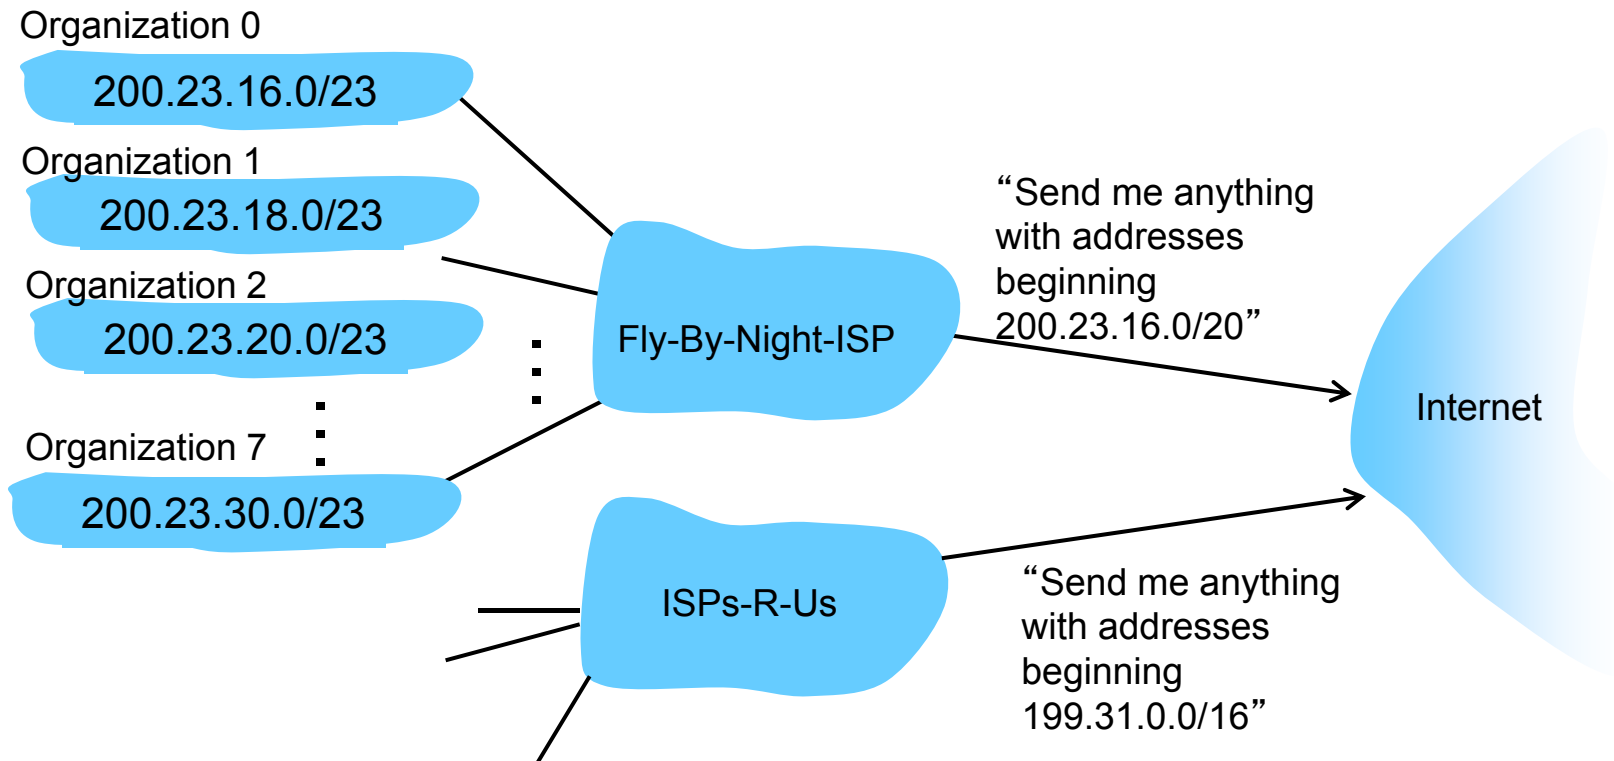 Organization 0
200.23.16.0/23
Organization 1
200.23.18.0/23
Organization 2
200.23.20.0/23
Organization 7
200.23.30.0/23
Fly-By-Night-ISP
“Send me anything
with addresses
beginning
200.23.16.0/20”
Internet
ISPs-R-Us
“Send me anything
with addresses
beginning
199.31.0.0/16”